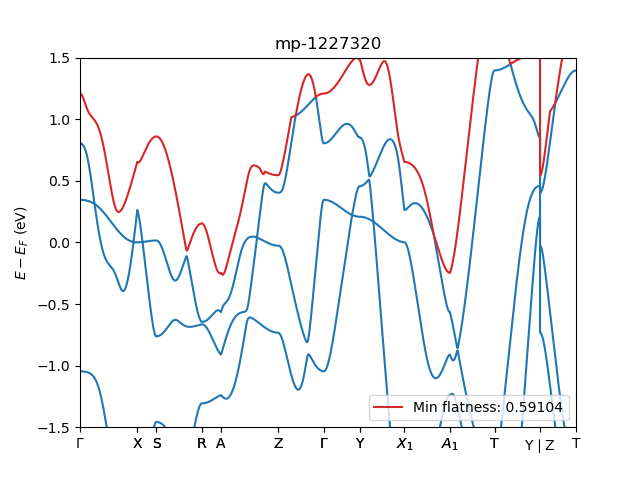 mp-1227320
E − E_F (eV)
1.5
1.0
0.5
0.0
−0.5
−1.0
−1.5
Min flatness: 0.59104
Γ X S R A Z Γ Y X₁ A₁ T Y | Z T